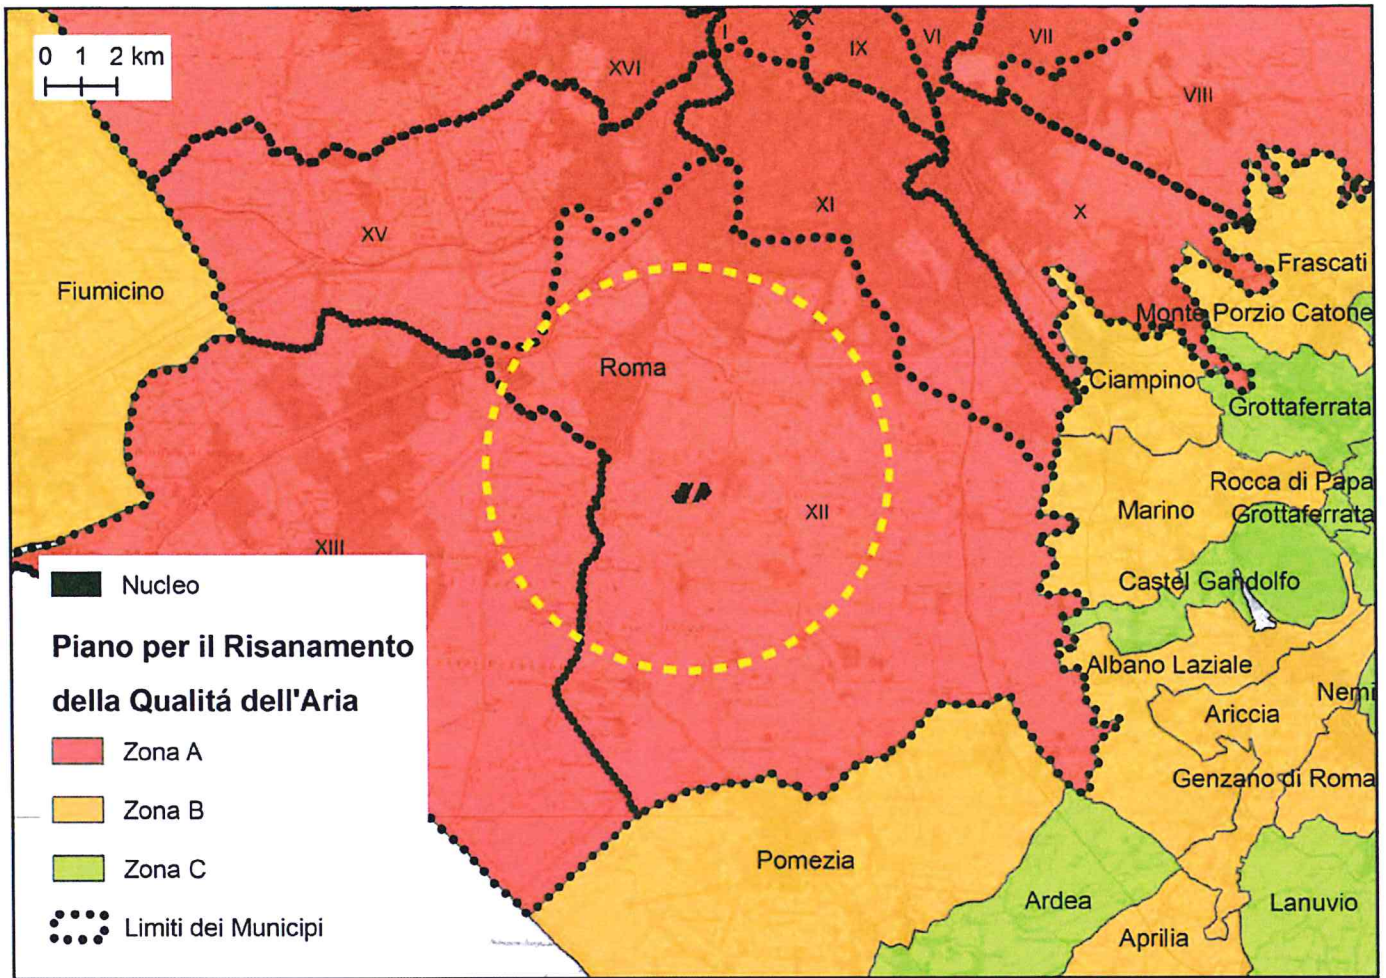 0 1 2 km
I
XX
IX
VI
VII
XVI
VIII
XI
X
XV
Frascati
Fiumicino
Monte Porzio Catone
Roma
Ciampino
Grottaferrata
Rocca di Papa
Marino
XII
Grottaferrata
XIII
Castel Gandolfo
Albano Laziale
Nemi
Ariccia
Genzano di Roma
Pomezia
Ardea
Lanuvio
Aprilia
Nucleo
Piano per il Risanamento
della Qualitá dell'Aria
Zona A
Zona B
Zona C
Limiti dei Municipi